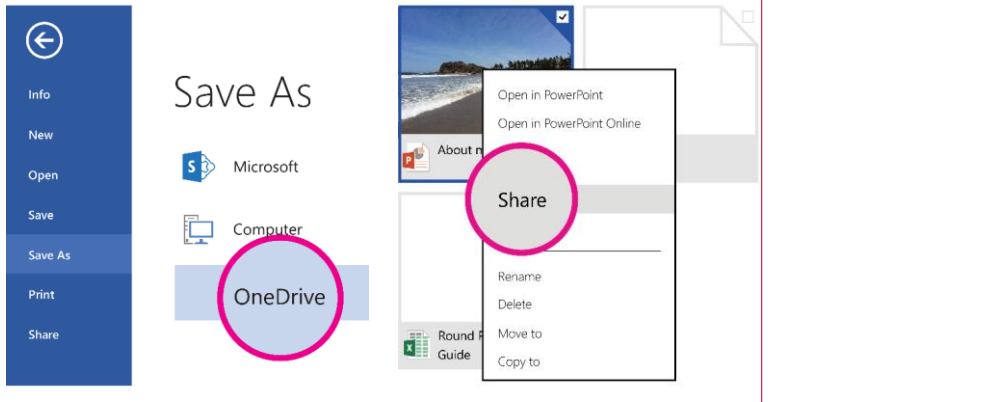 Info
New
Open
Save
Save As
Print
Share
Save As
Microsoft
Computer
OneDrive
About
Round
Guide
Open in PowerPoint
Open in PowerPoint Online
Share
Rename
Delete
Move to
Copy to